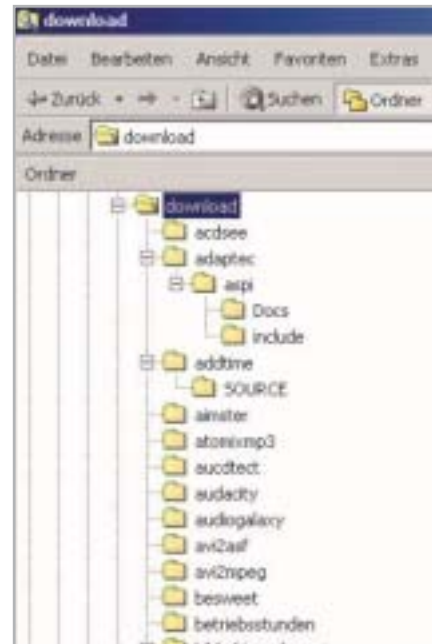 download
Datei Bearbeiten Ansicht Favoriten Extras
Zurück Suchen Ordner
Adresse download
Ordner
download
acdsee
adaptec
aspi
Docs
include
addtime
SOURCE
aimster
atomixmp3
aucdtect
audacity
audiogalaxy
avi2asf
avi2mpeg
besweet
betriebsstunden